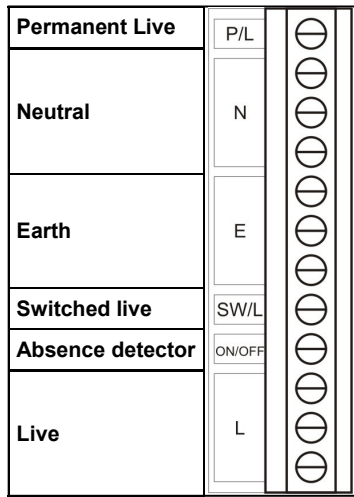 Permanent Live P/L
Neutral N
Earth E
Switched live SW/L
Absence detector ON/OFF
Live L